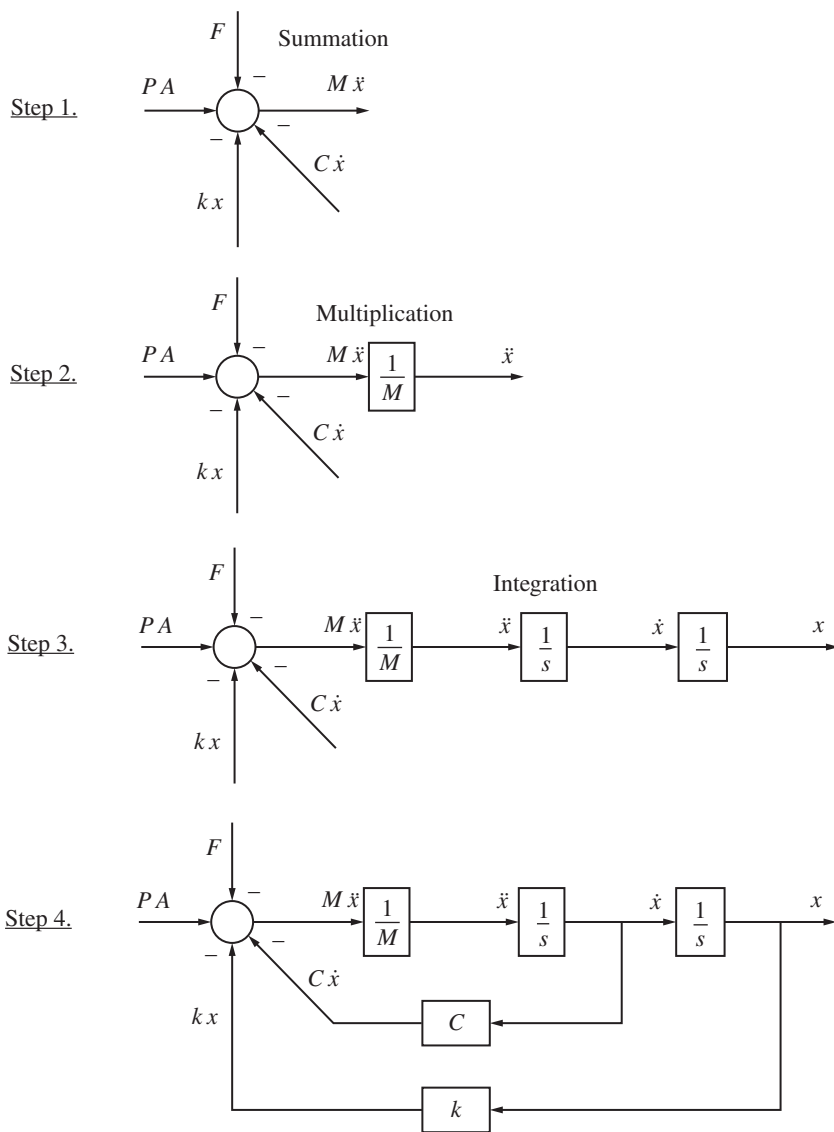 F Summation
PA − Mẍ
Step 1.
− −
Cẋ
kx
F Multiplication
PA − Mẍ 1/M ẍ
Step 2.
− −
Cẋ
kx
F Integration
PA − Mẍ 1/M ẍ 1/s ẋ 1/s x
Step 3.
− −
Cẋ
kx
F
PA − Mẍ 1/M ẍ 1/s ẋ 1/s x
Step 4.
− −
Cẋ
kx C
k